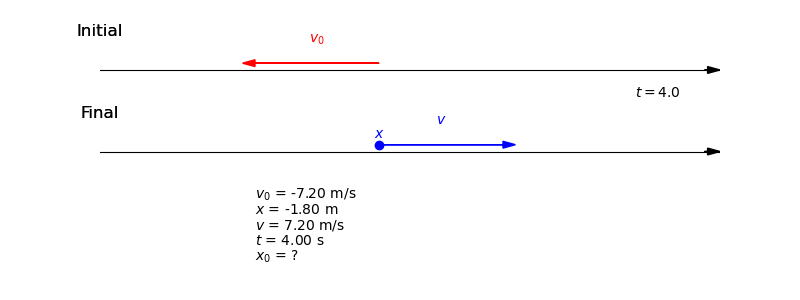 Initial
v₀
t = 4.0
Final
x
v
v₀ = -7.20 m/s
x = -1.80 m
v = 7.20 m/s
t = 4.00 s
x₀ = ?